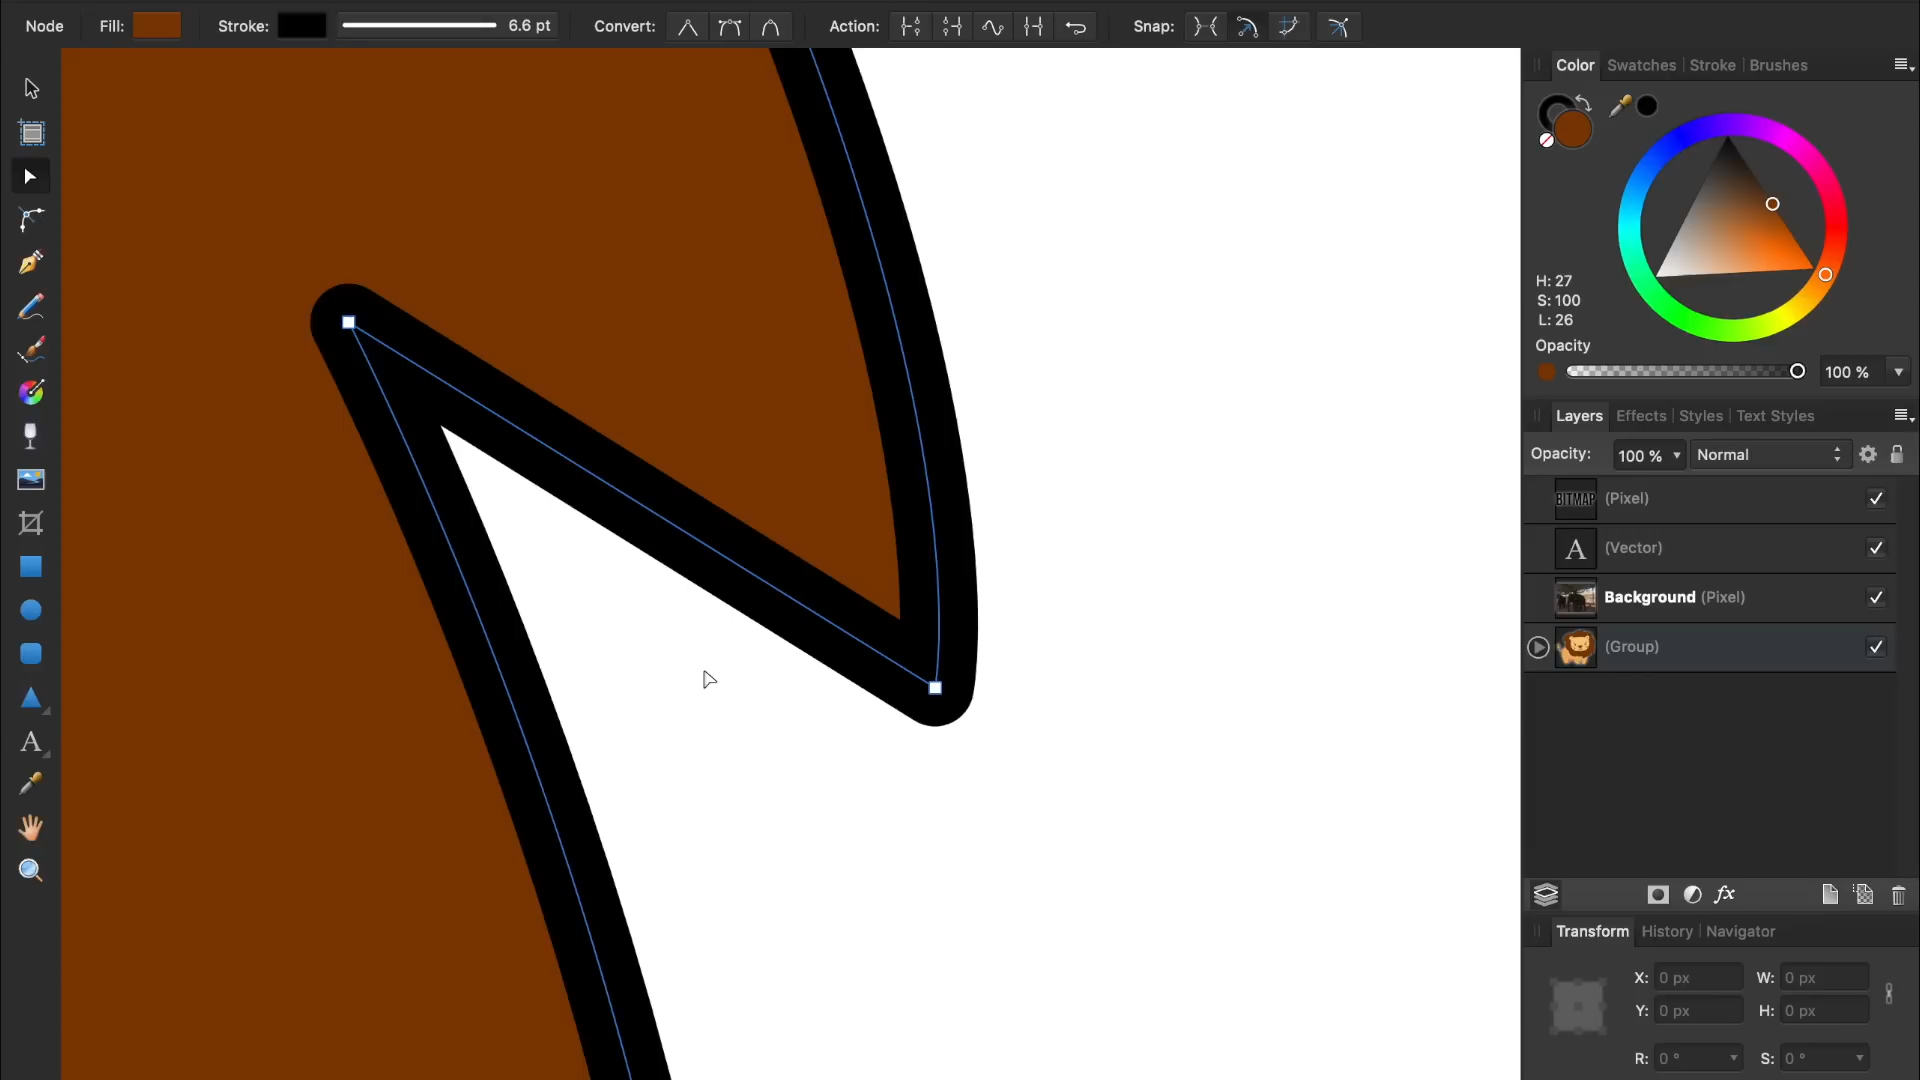 Node Fill: Stroke: 6.6 pt Convert: Action: Snap:
Color Swatches Stroke Brushes
H: 27
S: 100
L: 26
Opacity
100 %
Layers Effects Styles Text Styles
Opacity: 100 % Normal
BITMAP (Pixel)
A (Vector)
Background (Pixel)
(Group)
A
fx
Transform History Navigator
X: 0 px W: 0 px
Y: 0 px H: 0 px
R: 0 ° S: 0 °